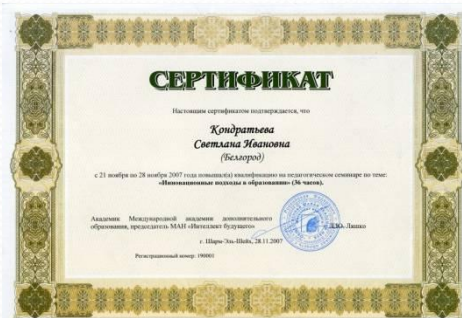 СЕРТИФИКАТ
Настоящим сертификатом подтверждается, что
Кондратьева
Светлана Ивановна
(Белгород)
с 21 ноября по 28 ноября 2007 года повышал(а) квалификацию на педагогическом семинаре по теме:
«Инновационные подходы в образовании» (36 часов).
Академик Международной академии дополнительного
образования, председатель МАН «Интеллект будущего»
Л.Ю. Ляшко
г. Шарм-Эль-Шейх, 28.11.2007
Регистрационный номер: 190001